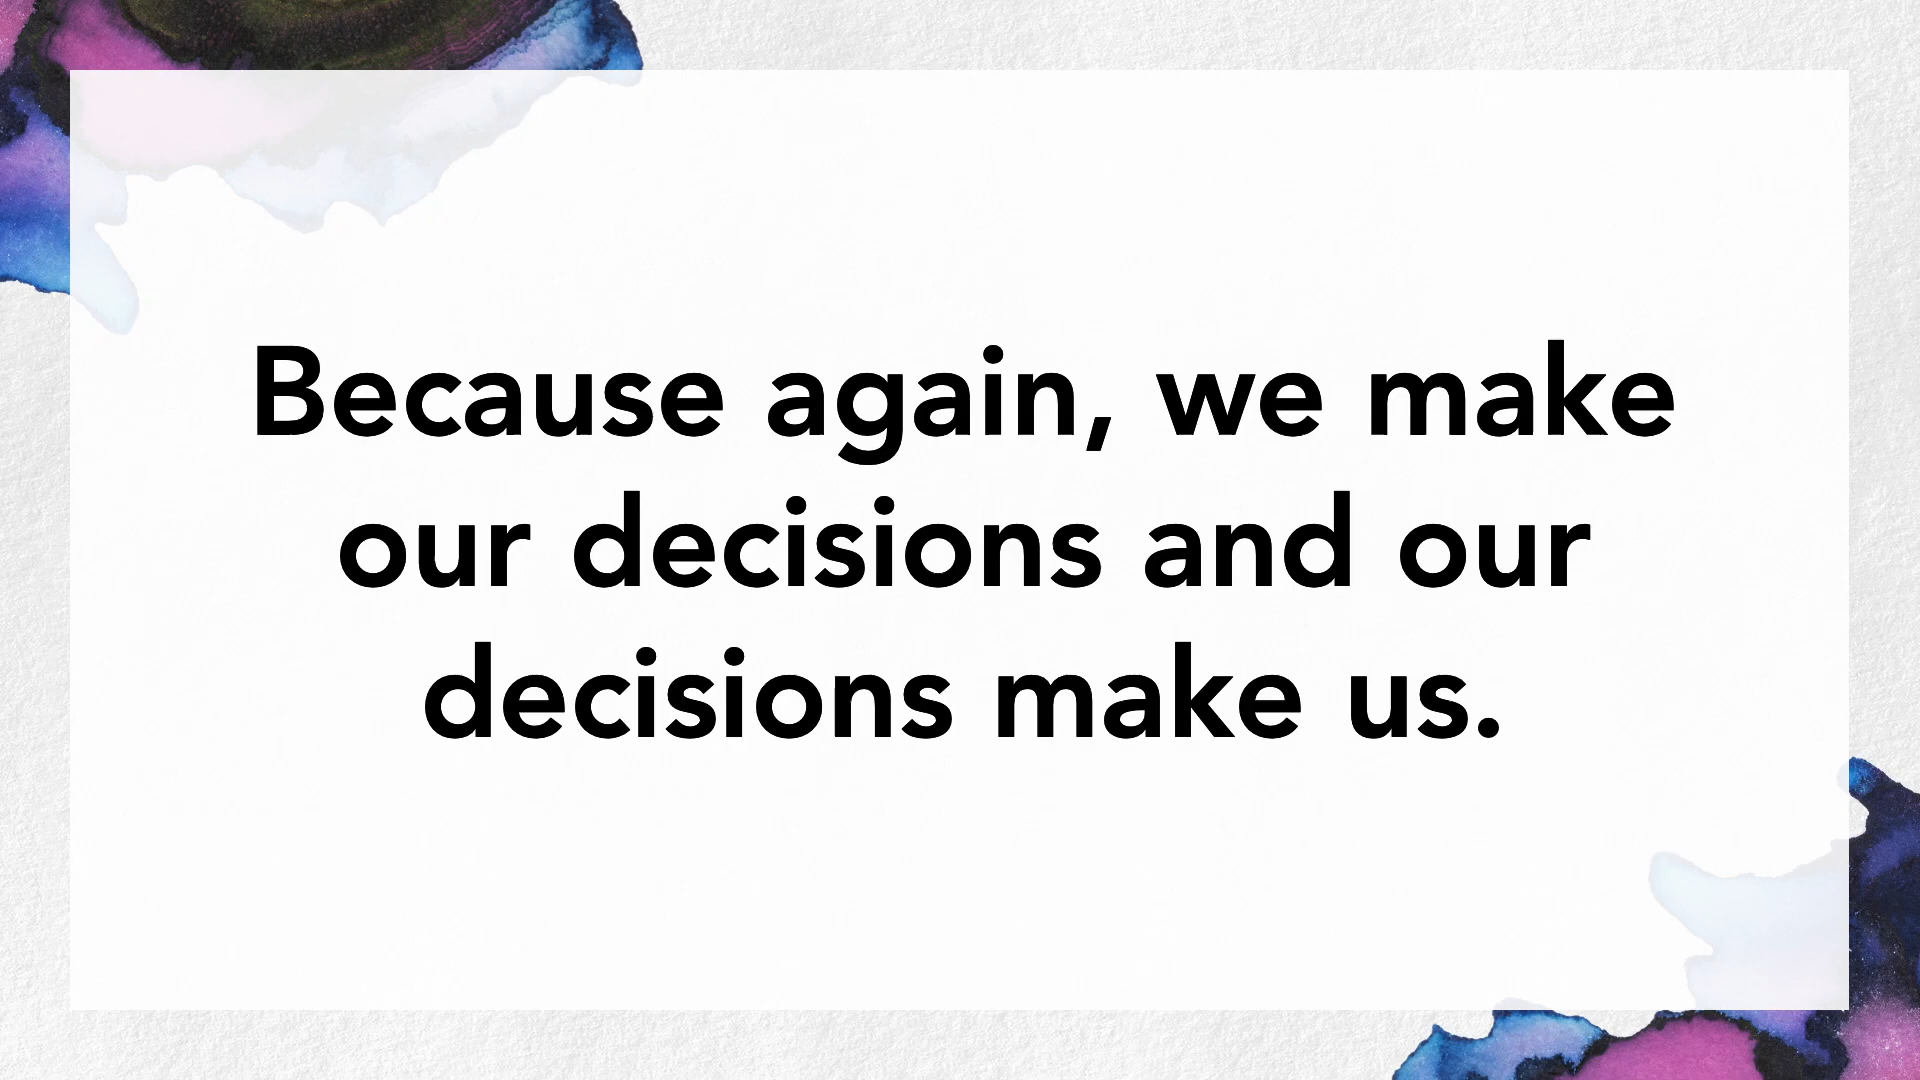 Because again, we make
our decisions and our
decisions make us.